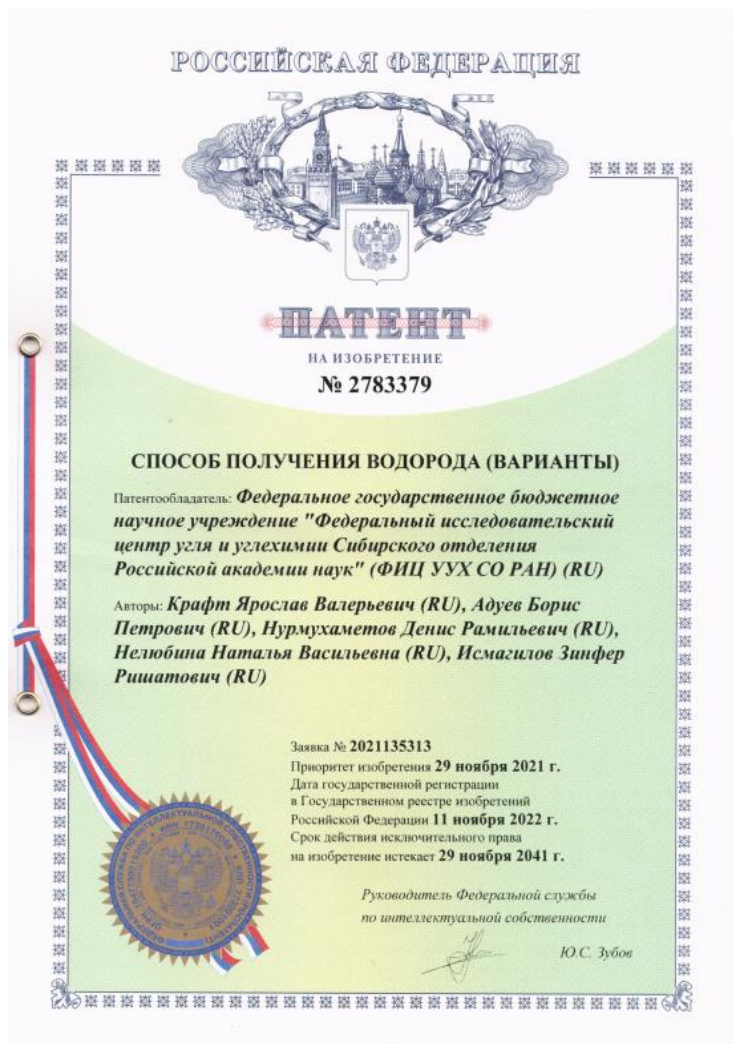 РОССИЙСКАЯ ФЕДЕРАЦИЯ
ПАТЕНТ
НА ИЗОБРЕТЕНИЕ
№ 2783379
СПОСОБ ПОЛУЧЕНИЯ ВОДОРОДА (ВАРИАНТЫ)
Патентообладатель: Федеральное государственное бюджетное
научное учреждение "Федеральный исследовательский
центр угля и углехимии Сибирского отделения
Российской академии наук" (ФИЦ УУХ СО РАН) (RU)
Авторы: Крафт Ярослав Валерьевич (RU), Адуев Борис
Петрович (RU), Нурмухаметов Денис Рамильевич (RU),
Нелюбина Наталья Васильевна (RU), Исмагилов Зинфер
Ришатович (RU)
Заявка № 2021135313
Приоритет изобретения 29 ноября 2021 г.
Дата государственной регистрации
в Государственном реестре изобретений
Российской Федерации 11 ноября 2022 г.
Срок действия исключительного права
на изобретение истекает 29 ноября 2041 г.
Руководитель Федеральной службы
по интеллектуальной собственности
Ю.С. Зубов